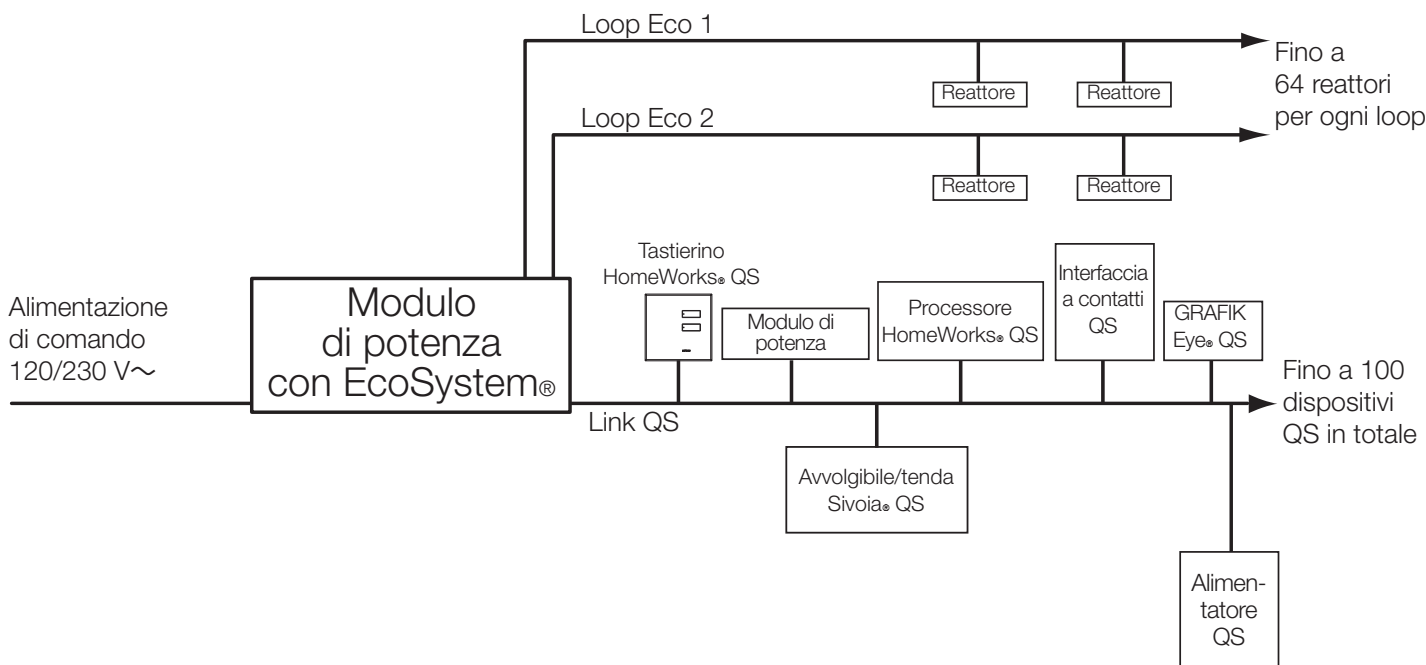 Loop Eco 1
Fino a
64 reattori
per ogni loop
Reattore
Reattore
Loop Eco 2
Reattore
Reattore
Tastierino
HomeWorks® QS
Interfaccia
a contatti
QS
Alimentazione
di comando
120/230 V~
Modulo
di potenza
con EcoSystem®
Modulo di
potenza
Processore
HomeWorks® QS
GRAFIK
Eye® QS
Fino a 100
dispositivi
QS in totale
Link QS
Avvolgibile/tenda
Sivoia® QS
Alimen-
tatore
QS